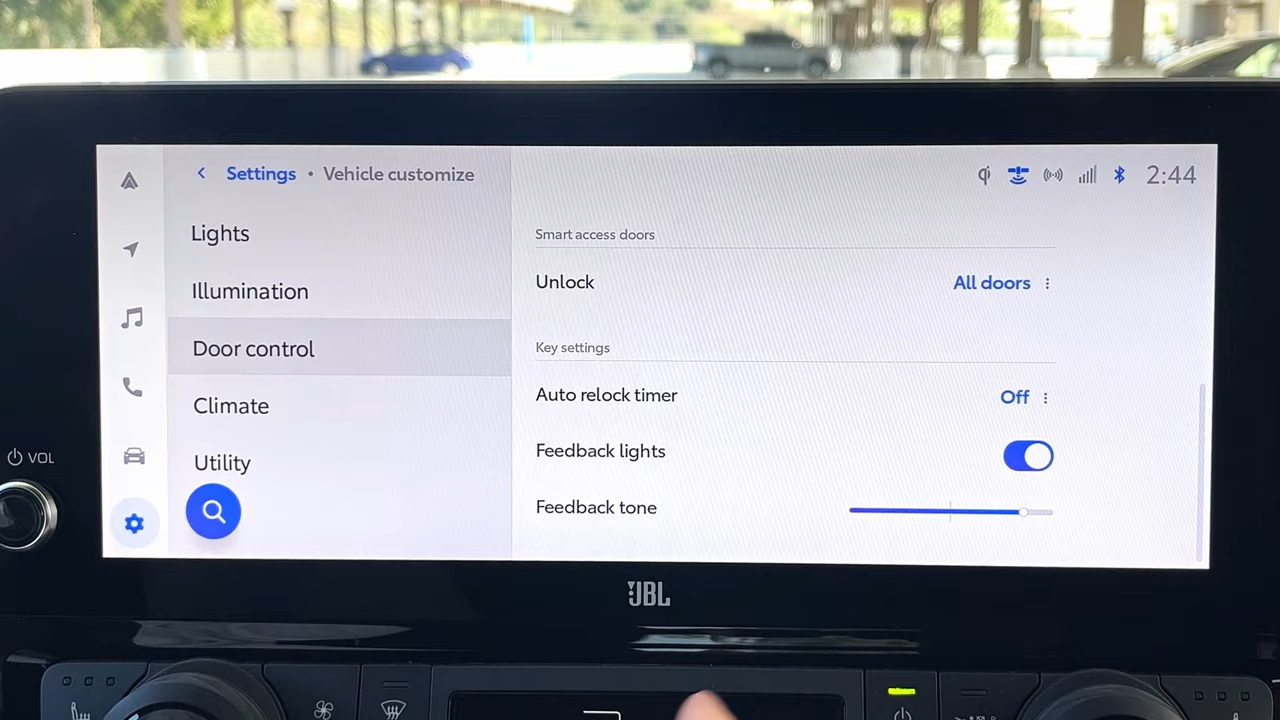 Settings • Vehicle customize
2:44
Lights
Illumination
Door control
Climate
Utility
Smart access doors
Unlock All doors
Key settings
Auto relock timer Off
Feedback lights
Feedback tone
VOL
JBL